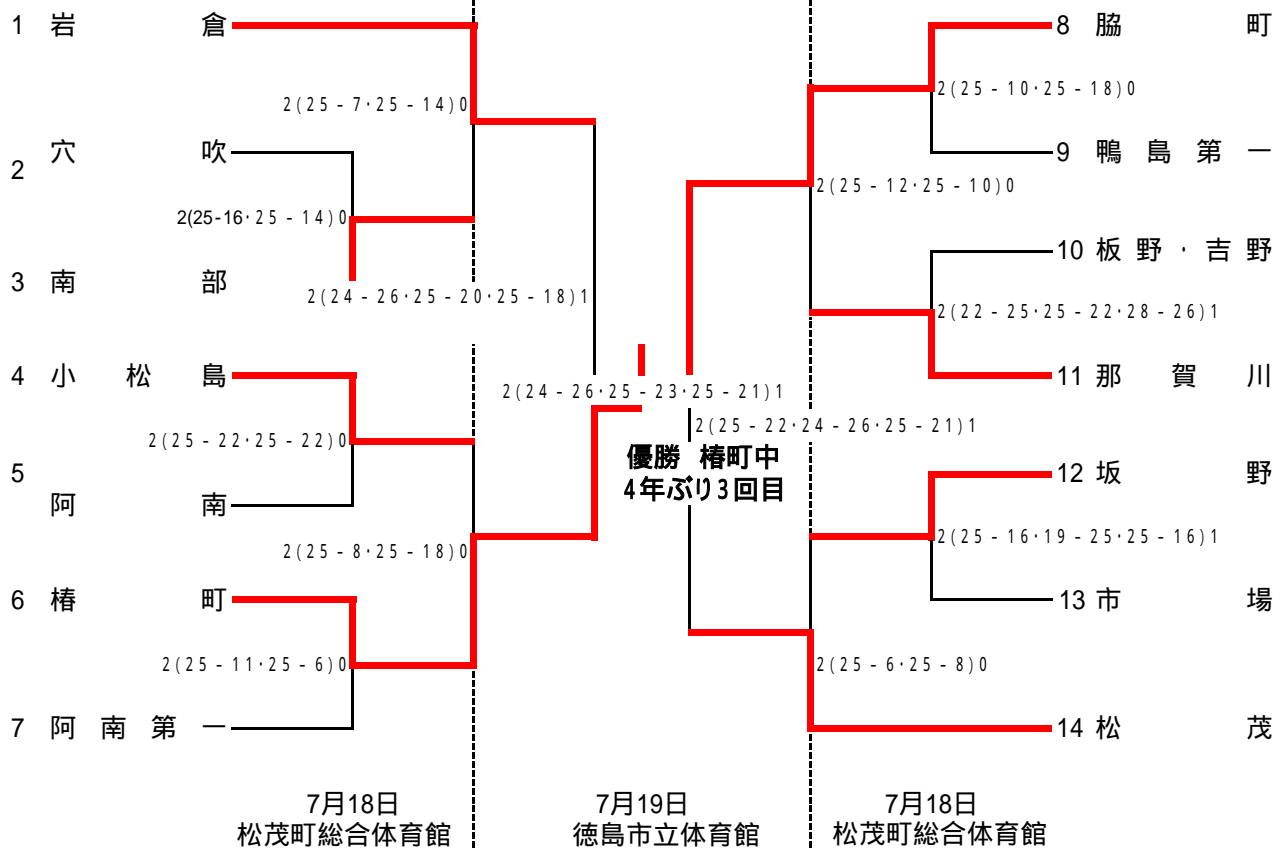 1 岩倉
8 脇町
2(25-7・25-14)0
2(25-10・25-18)0
2 穴吹
9 鴨島第一
2(25-12・25-10)0
2(25-16・25-14)0
10 板野・吉野
3 南部
2(24-26・25-20・25-18)1
2(22-25・25-22・28-26)1
4 小松島
11 那賀川
2(24-26・25-23・25-21)1
2(25-22・24-26・25-21)1
2(25-22・25-22)0
優勝 椿町中
4年ぶり3回目
5 阿南
12 坂野
2(25-16・19-25・25-16)1
2(25-8・25-18)0
6 椿町
13 市場
2(25-11・25-6)0
2(25-6・25-8)0
7 阿南第一
14 松茂
7月18日
松茂町総合体育館
7月19日
徳島市立体育館
7月18日
松茂町総合体育館